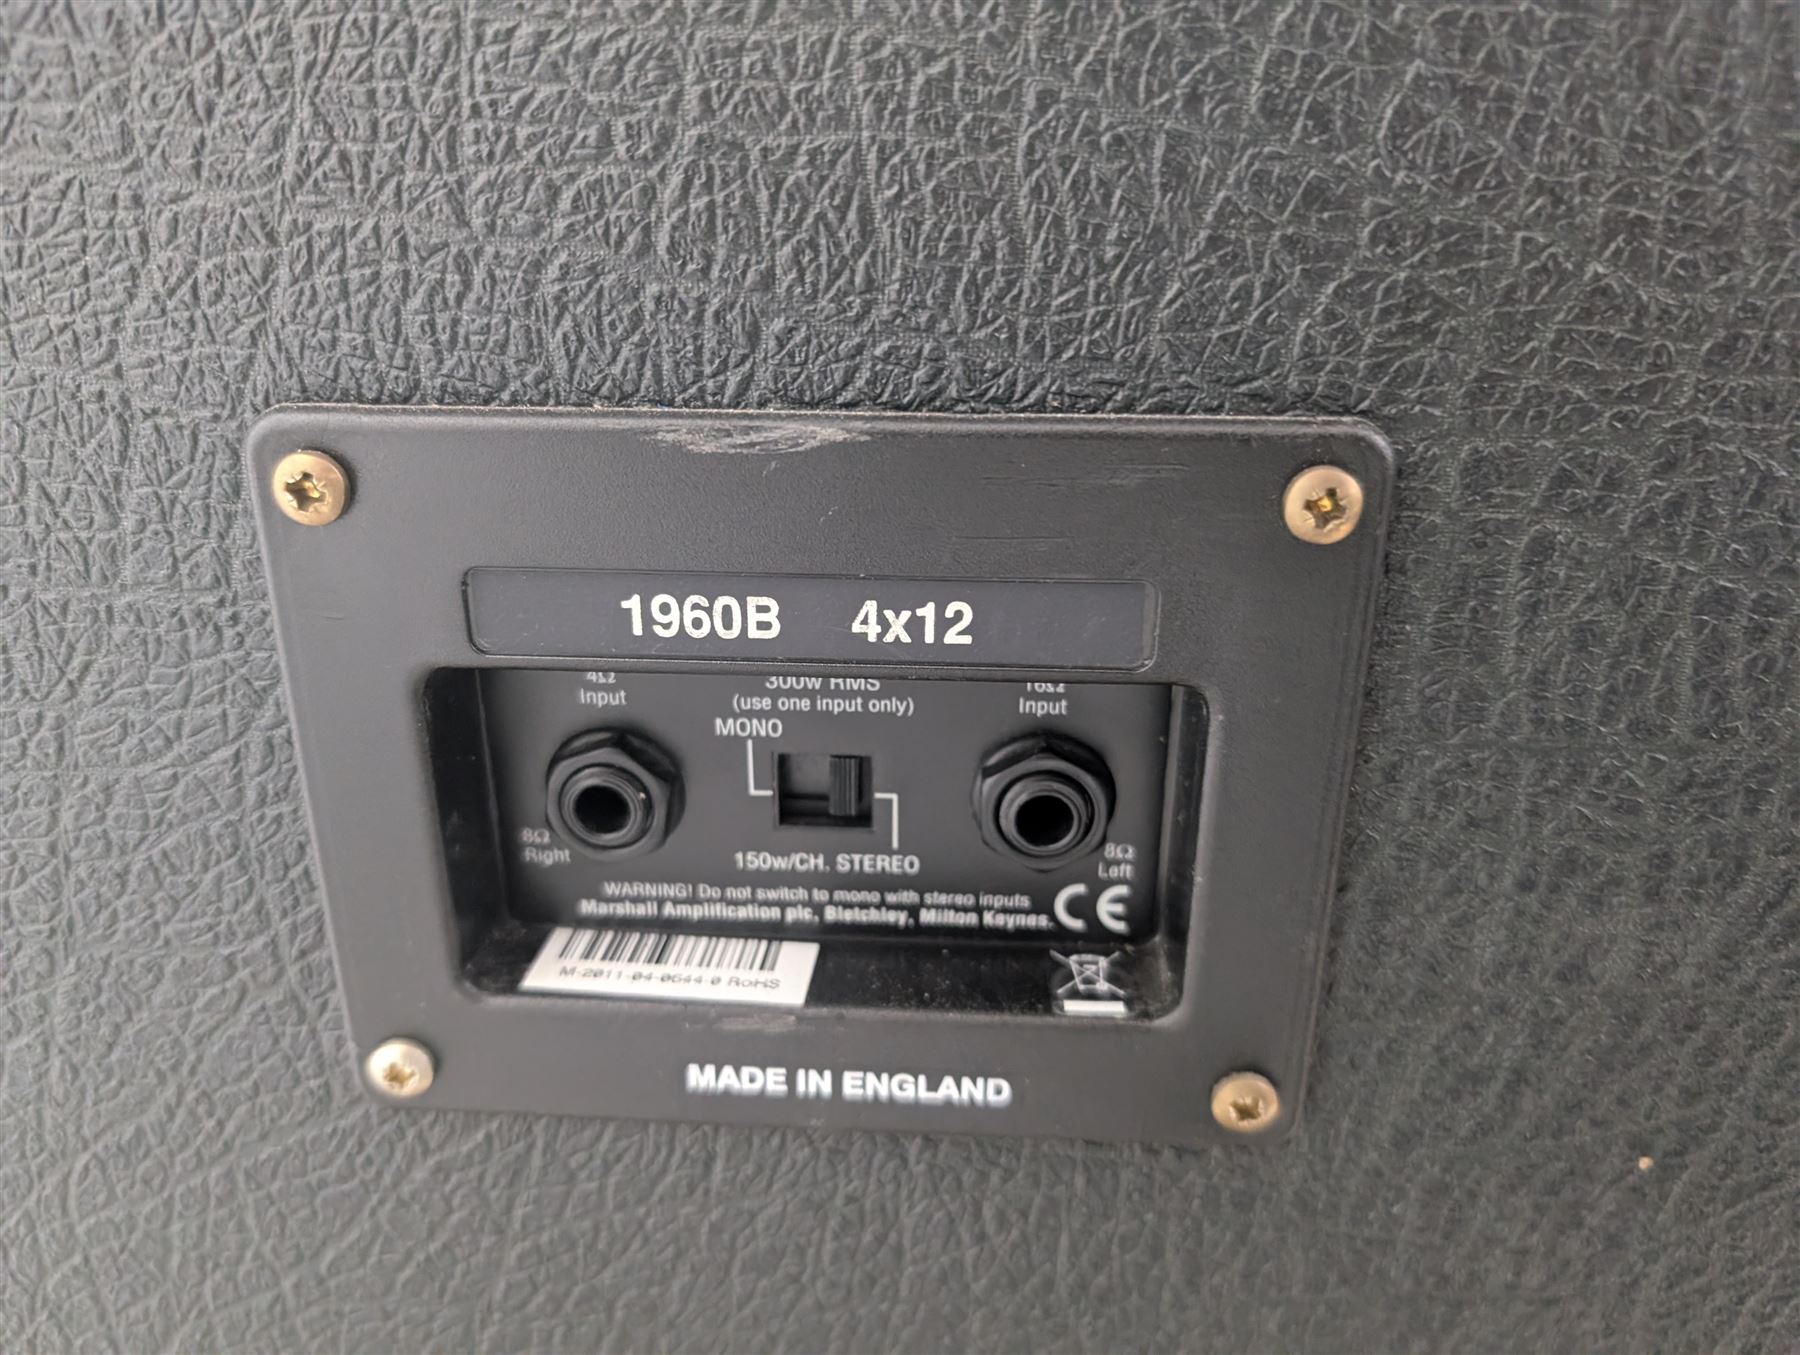 1960B 4x12
4Ω 300w RMS 16Ω
Input (use one input only) Input
MONO
8Ω 8Ω
Right 150w/CH. STEREO Left
WARNING! Do not switch to mono with stereo inputs
Marshall Amplification plc, Bletchley, Milton Keynes.
CE
M-2011-04-0644-0 RoHS
MADE IN ENGLAND